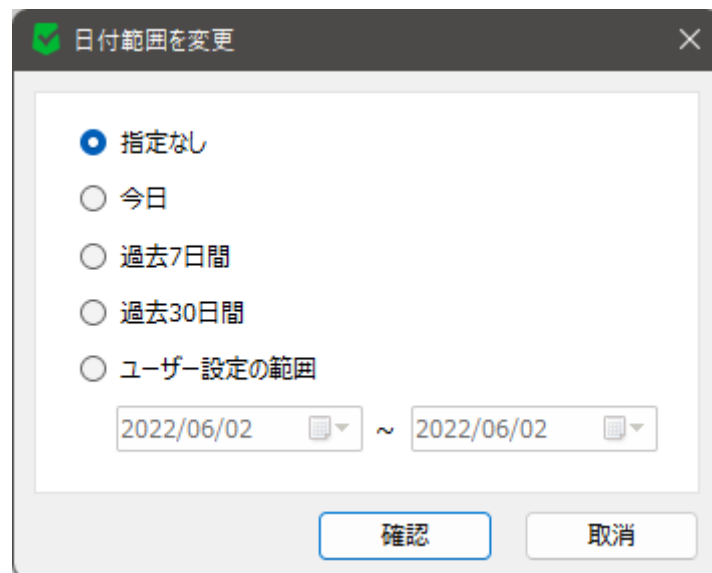 日付範囲を変更
指定なし
今日
過去7日間
過去30日間
ユーザー設定の範囲
2022/06/02 ~ 2022/06/02
確認 取消